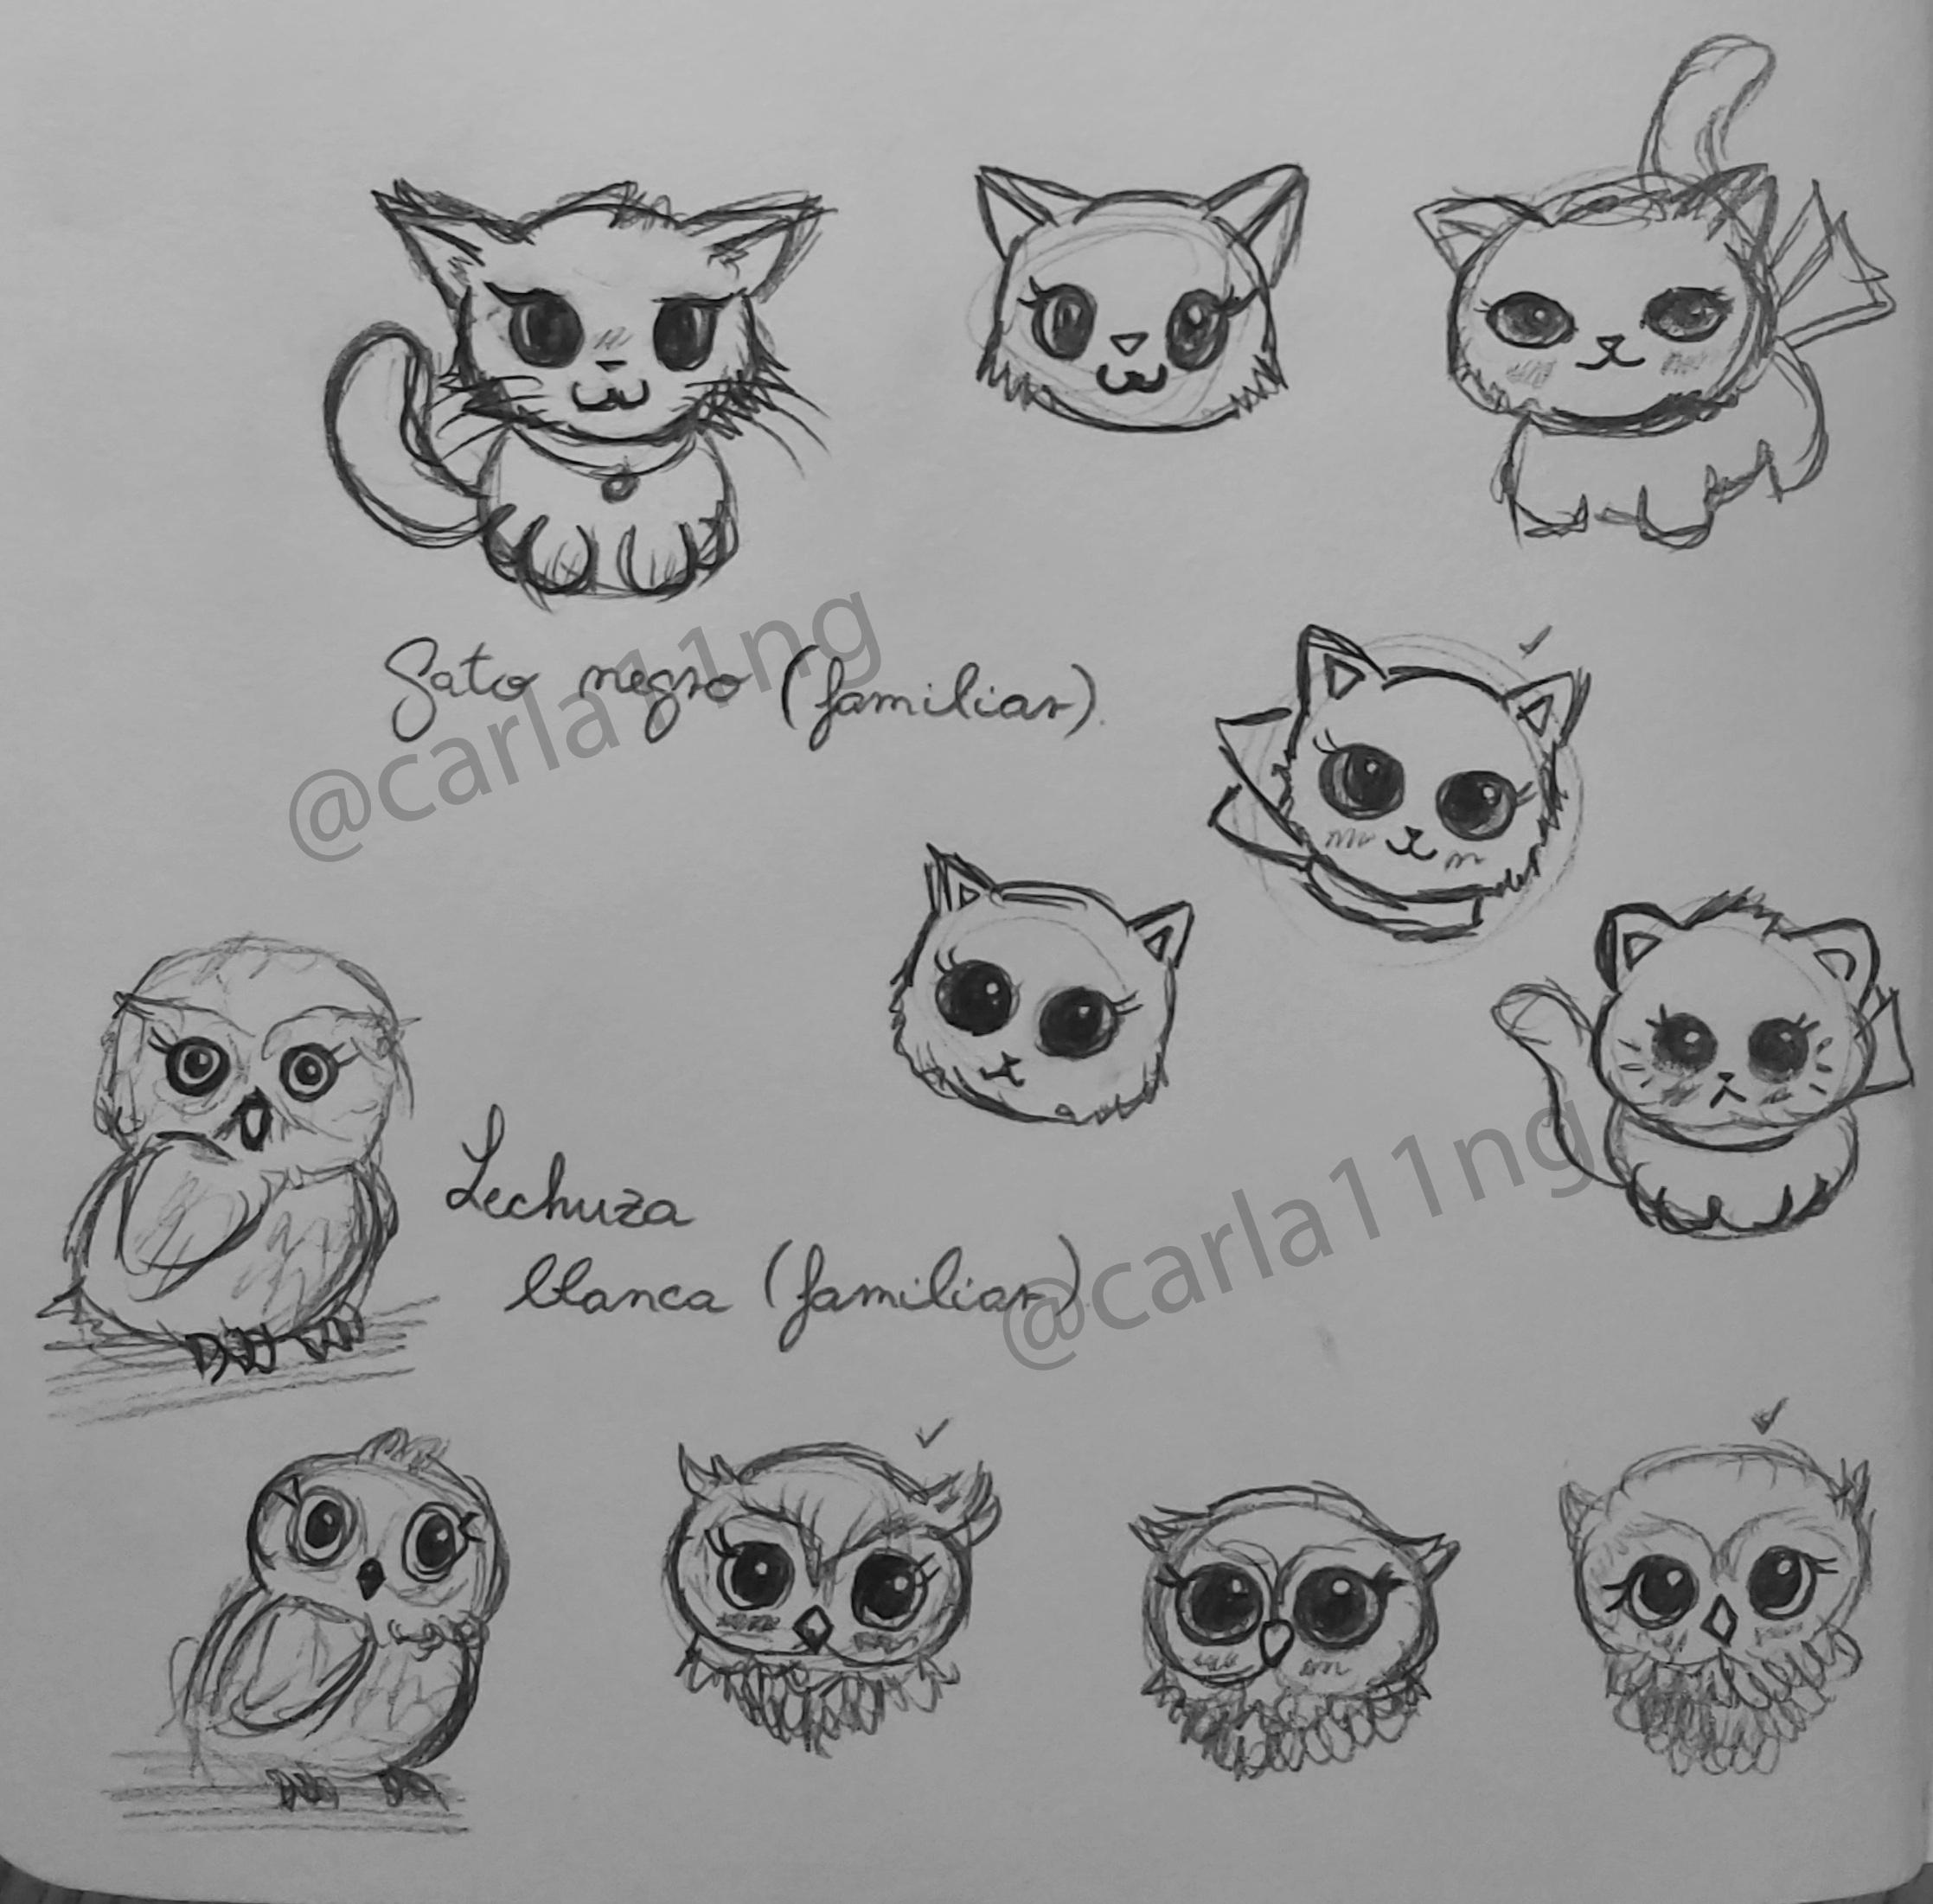 Gato negro (familiar).
@carla11ng
Lechuza
blanca (familiar).
@carla11ng